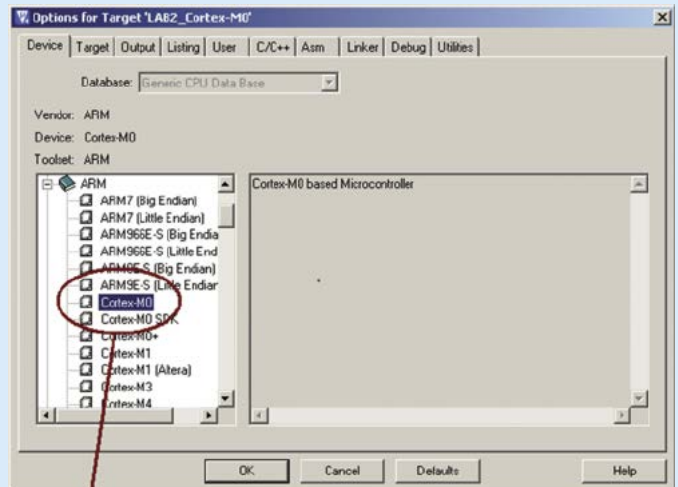 Options for Target 'LAB2_Cortex-M0'
Device Target Output Listing User C/C++ Asm Linker Debug Utilities
Database: Generic CPU Data Base
Vendor: ARM
Device: Cortex-M0
Toolset: ARM
ARM
Cortex-M0 based Microcontroller
ARM7 (Big Endian)
ARM7 (Little Endian)
ARM966E-S (Big Endia
ARM966E-S (Little End
ARM9E-S (Big Endian)
ARM9E-S (Little Endian
Cortex-M0
Cortex-M0 SDK
Cortex-M0+
Cortex-M1
Cortex-M1 (Altera)
Cortex-M3
Cortex-M4
OK Cancel Defaults Help